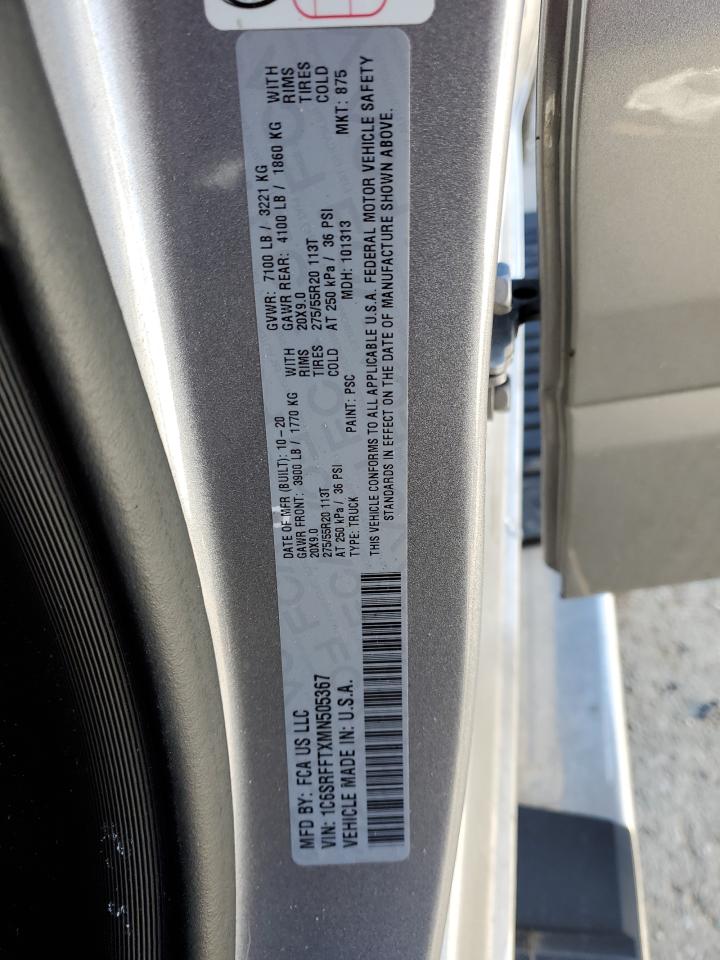 MFD BY: FCA US LLC
DATE OF MFR (BUILT): 10-20
GVWR: 7100 LB / 3221 KG
GAWR FRONT: 3900 LB / 1770 KG WITH
GAWR REAR: 4100 LB / 1860 KG WITH
20X9.0 RIMS
20X9.0 RIMS
275/55R20 113T TIRES
275/55R20 113T TIRES
AT 250 kPa / 36 PSI COLD
AT 250 kPa / 36 PSI COLD
VIN: 1C6SRFFTXMN505367
TYPE: TRUCK
PAINT: PSC
MDH: 101313
MKT: 875
VEHICLE MADE IN: U.S.A.
THIS VEHICLE CONFORMS TO ALL APPLICABLE U.S.A. FEDERAL MOTOR VEHICLE SAFETY
STANDARDS IN EFFECT ON THE DATE OF MANUFACTURE SHOWN ABOVE.